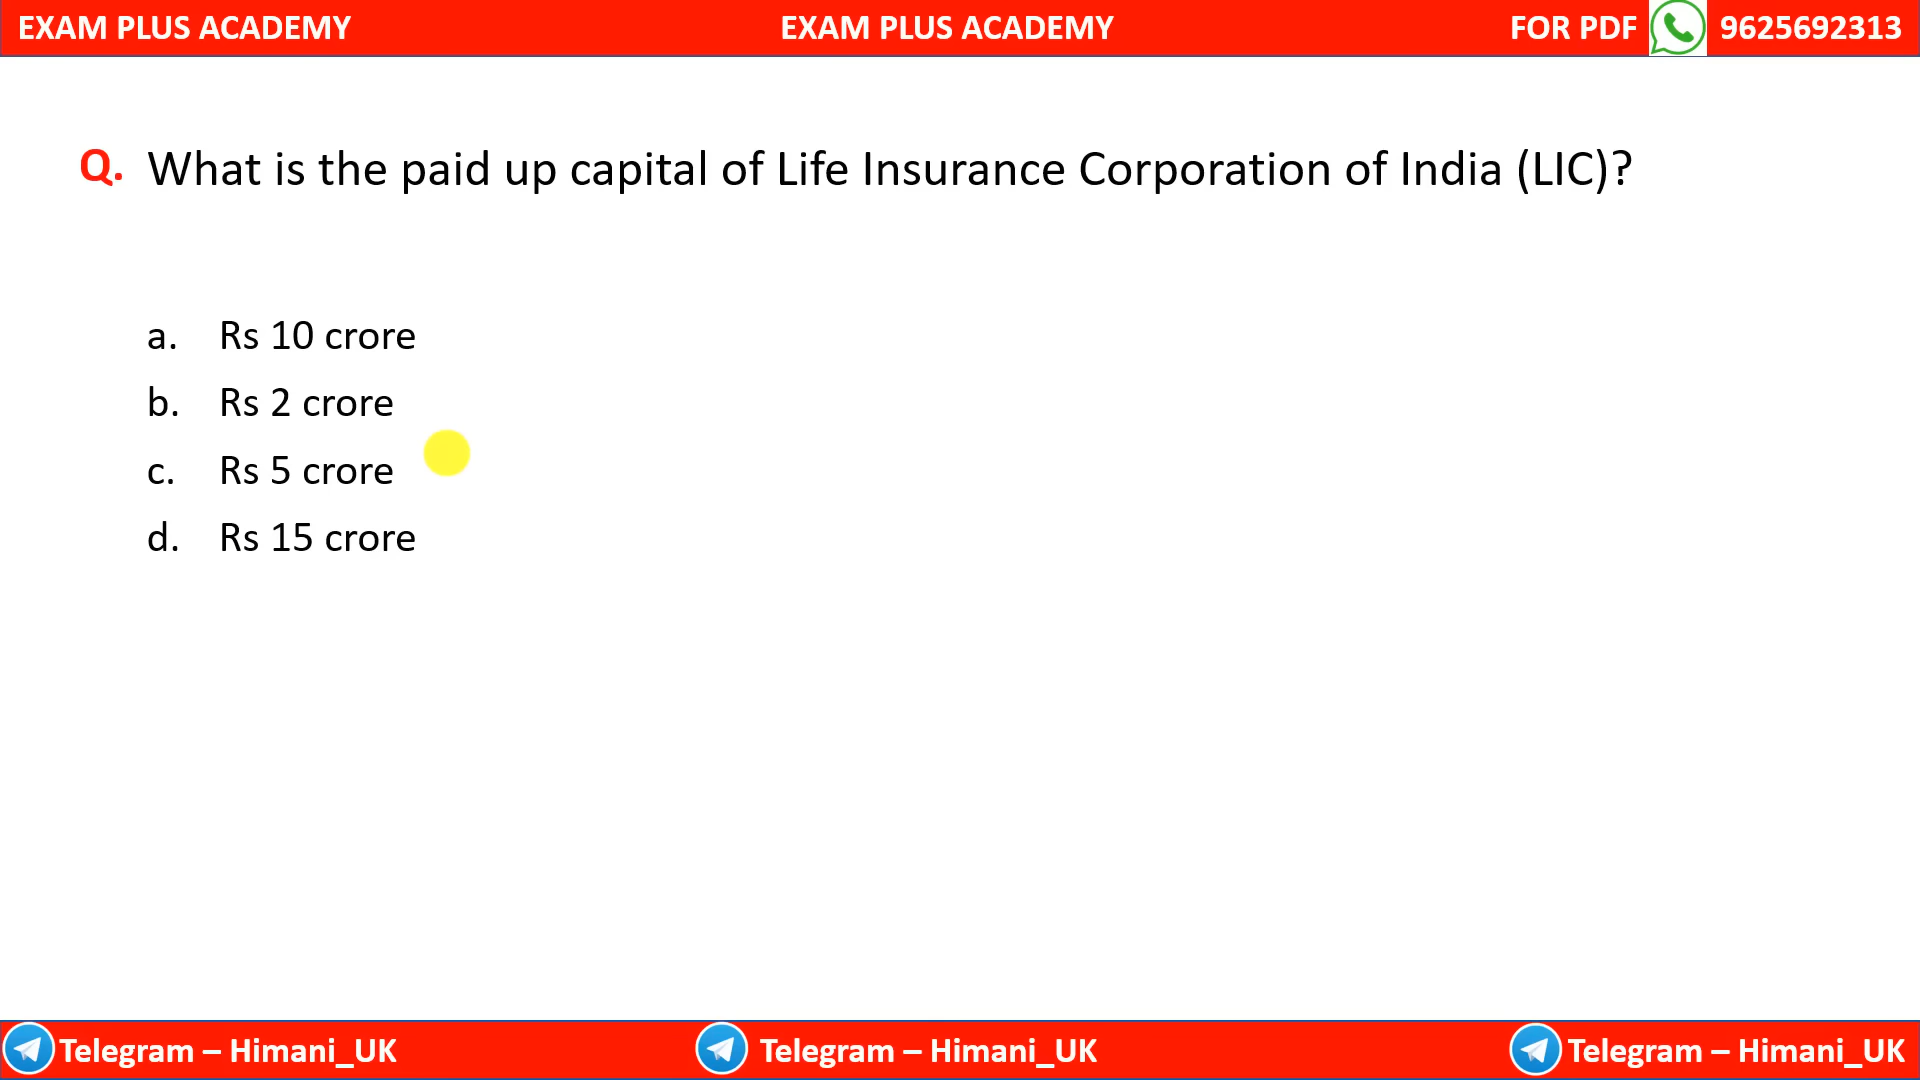 EXAM PLUS ACADEMY EXAM PLUS ACADEMY FOR PDF 9625692313
Q. What is the paid up capital of Life Insurance Corporation of India (LIC)?
a. Rs 10 crore
b. Rs 2 crore
c. Rs 5 crore
d. Rs 15 crore
Telegram – Himani_UK Telegram – Himani_UK Telegram – Himani_UK